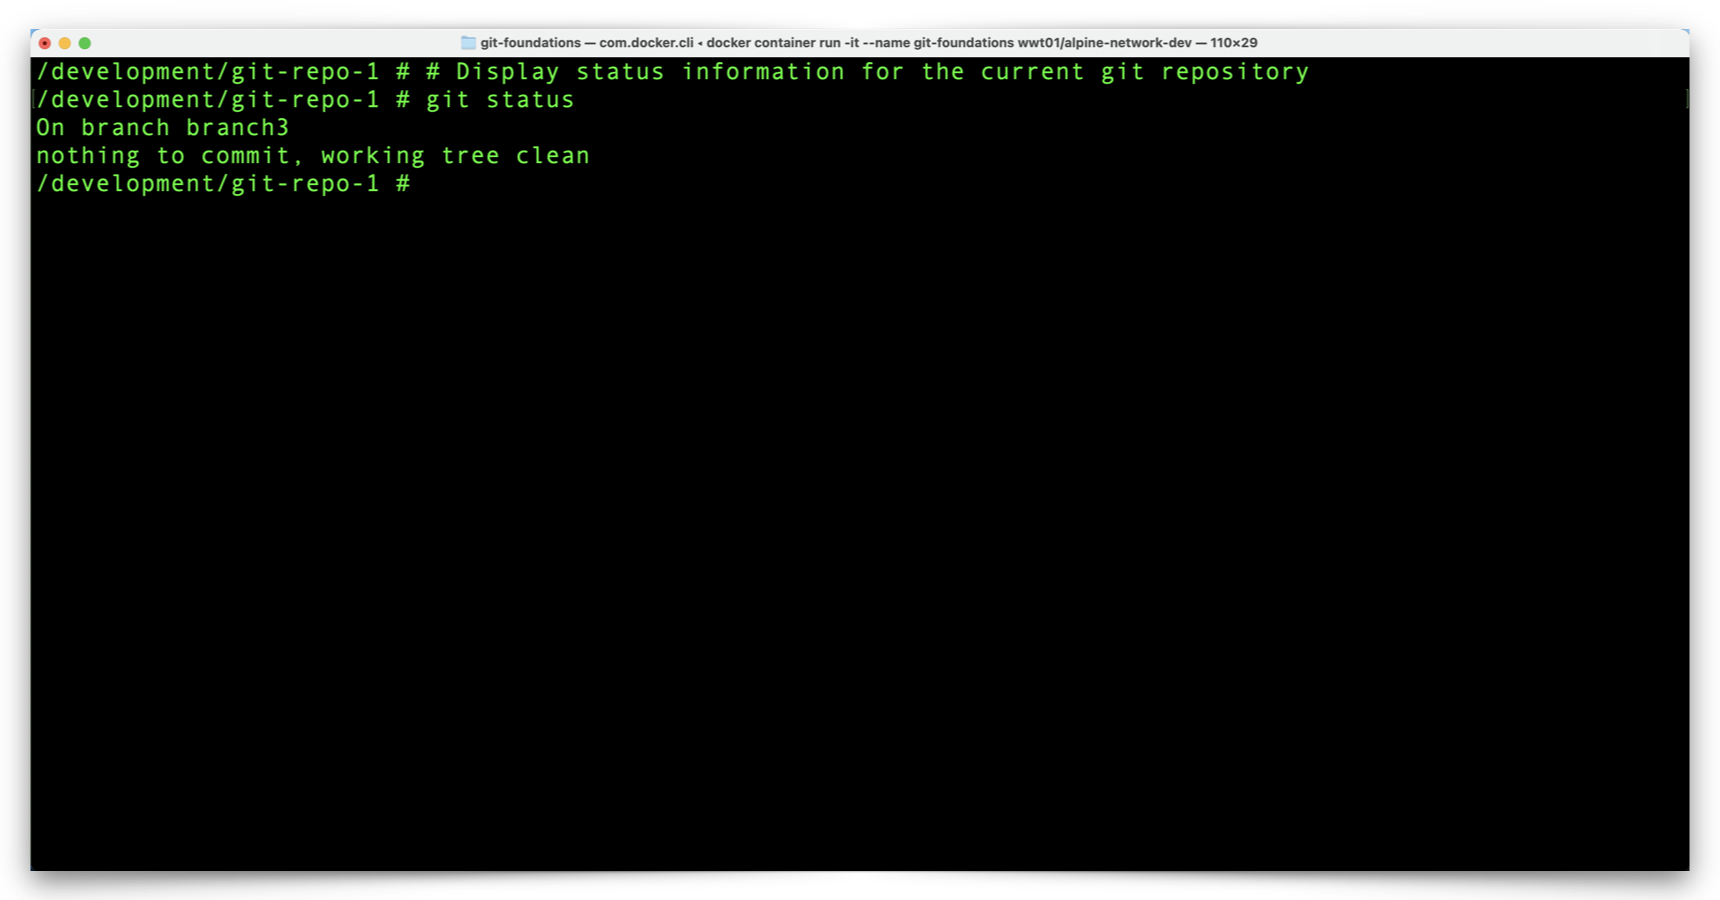 git-foundations — com.docker.cli ◂ docker container run -it --name git-foundations wwt01/alpine-network-dev — 110×29
/development/git-repo-1 # # Display status information for the current git repository
/development/git-repo-1 # git status
On branch branch3
nothing to commit, working tree clean
/development/git-repo-1 #